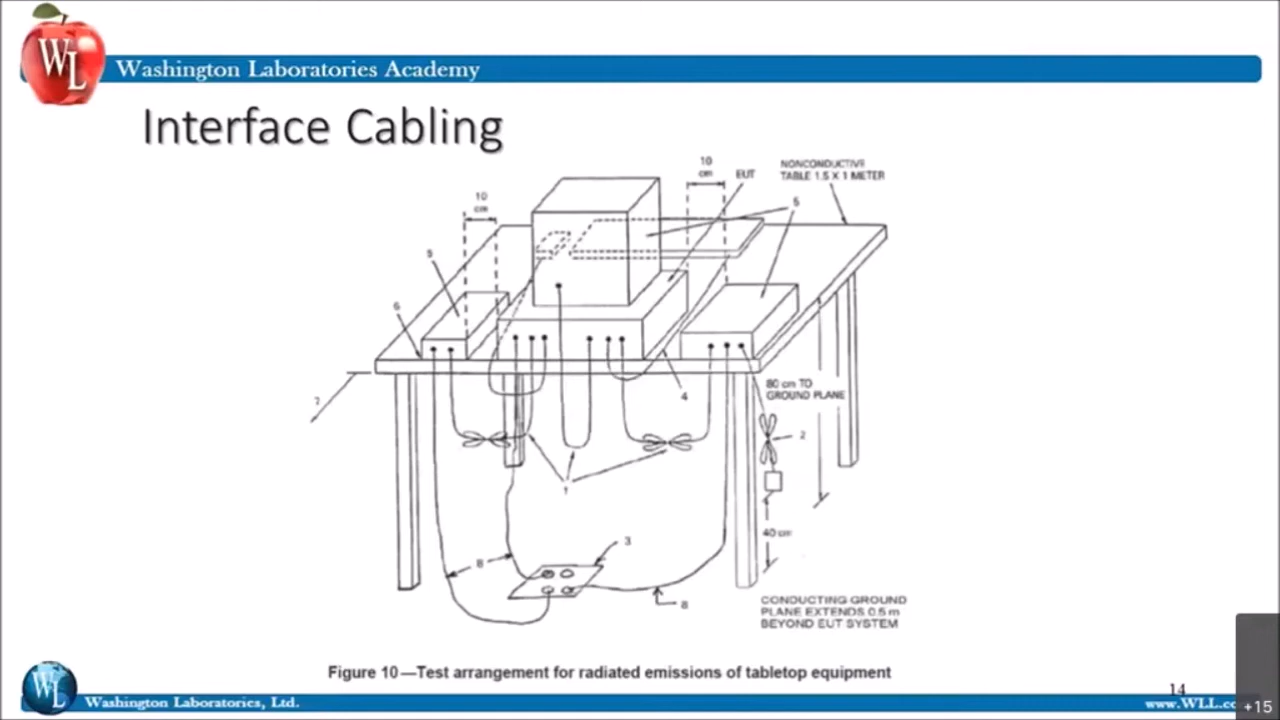 WL
Washington Laboratories Academy
Interface Cabling
10
cm
10
cm
EUT
NONCONDUCTIVE
TABLE 1.5 X 1 METER
5
5
6
7
4
80 cm TO
GROUND PLANE
2
1
40 cm
3
8
8
CONDUCTING GROUND
PLANE EXTENDS 0.5 m
BEYOND EUT SYSTEM
Figure 10—Test arrangement for radiated emissions of tabletop equipment
14
WL
Washington Laboratories, Ltd.
www.WLL.co
+15